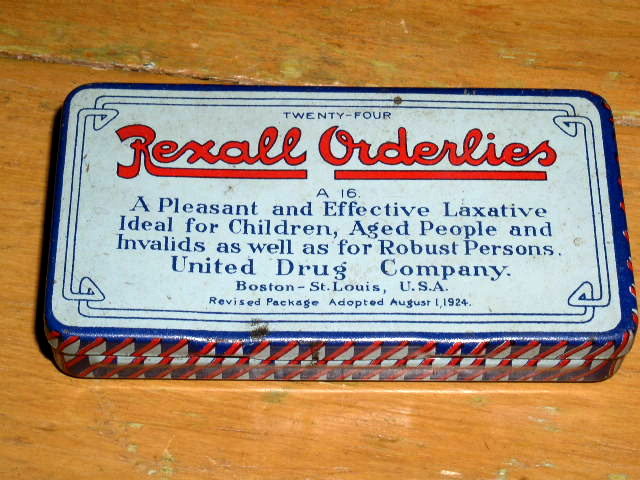 TWENTY-FOUR
Rexall Orderlies
A 16.
A Pleasant and Effective Laxative
Ideal for Children, Aged People and
Invalids as well as for Robust Persons.
United Drug Company.
Boston - St. Louis, U.S.A.
Revised Package Adopted August 1, 1924.